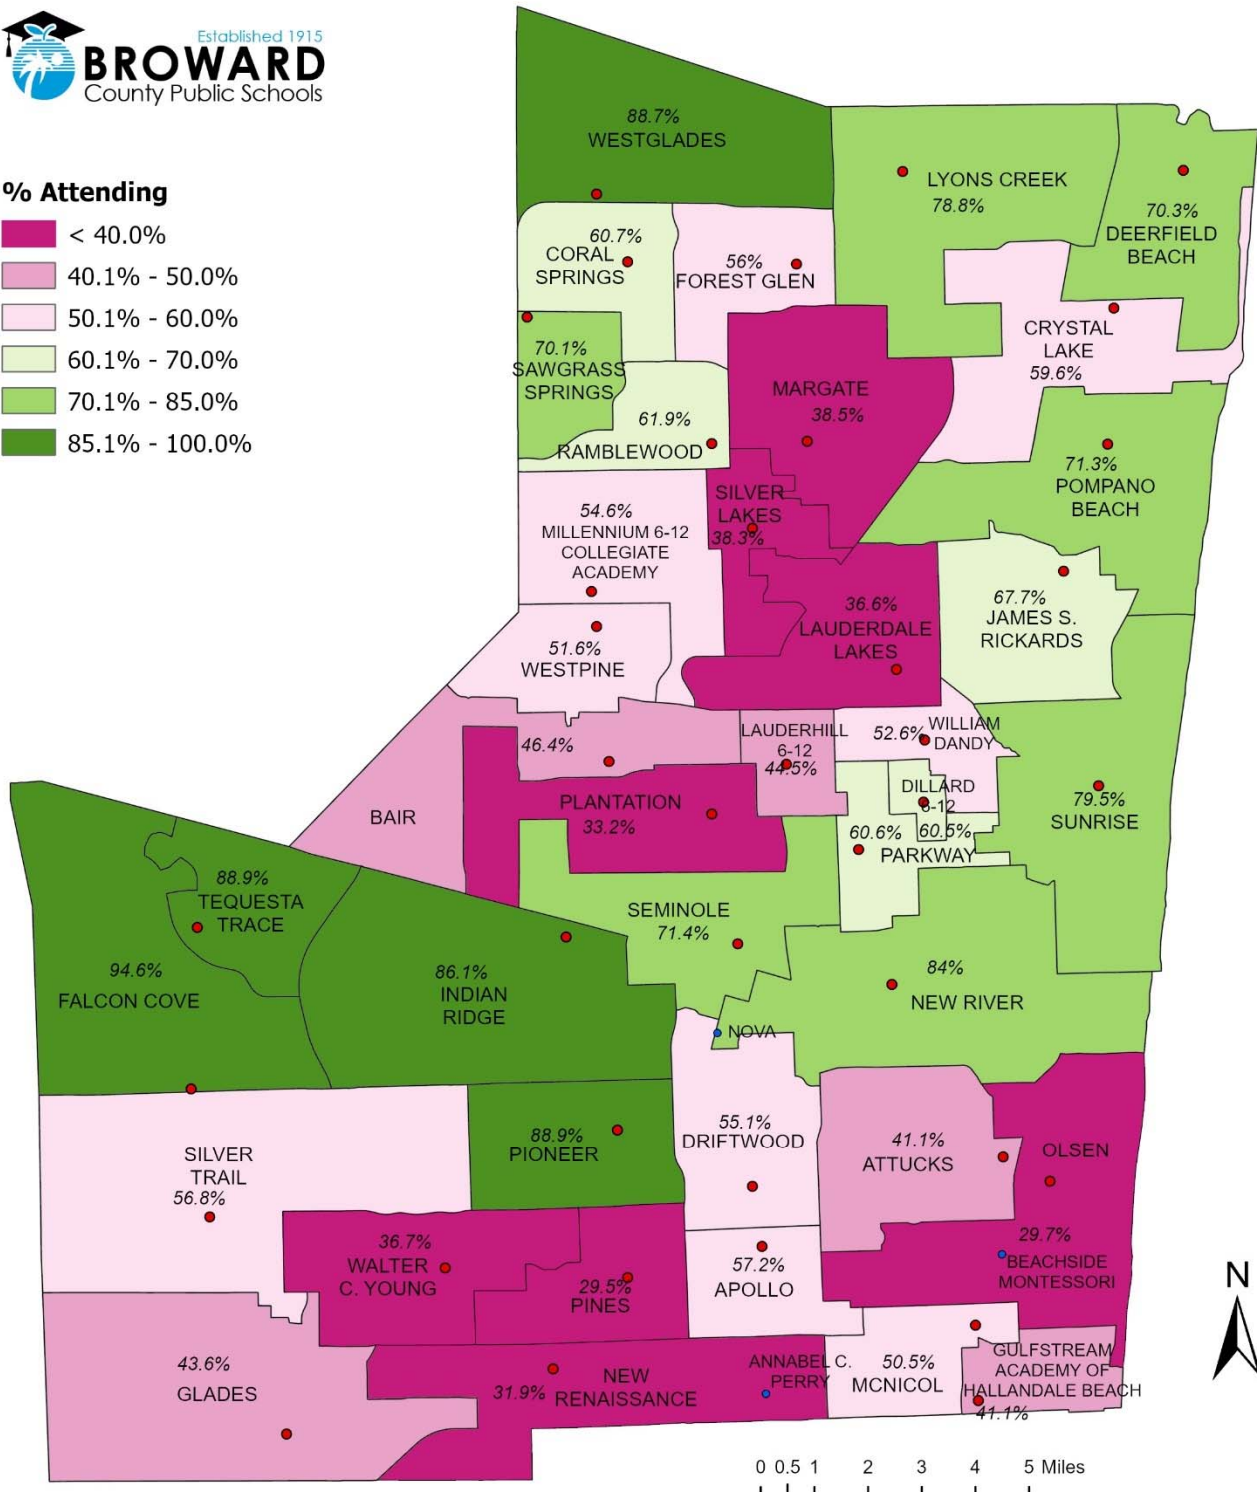 Established 1915
BROWARD
County Public Schools
% Attending
< 40.0%
40.1% - 50.0%
50.1% - 60.0%
60.1% - 70.0%
70.1% - 85.0%
85.1% - 100.0%
88.7%
WESTGLADES
LYONS CREEK
78.8%
70.3%
DEERFIELD
BEACH
60.7%
CORAL
SPRINGS
56%
FOREST GLEN
CRYSTAL
LAKE
59.6%
70.1%
SAWGRASS
SPRINGS
MARGATE
38.5%
61.9%
RAMBLEWOOD
71.3%
POMPANO
BEACH
SILVER
LAKES
38.3%
54.6%
MILLENNIUM 6-12
COLLEGIATE
ACADEMY
36.6%
LAUDERDALE
LAKES
67.7%
JAMES S.
RICKARDS
51.6%
WESTPINE
46.4%
BAIR
LAUDERHILL
6-12
44.5%
52.6%
WILLIAM
DANDY
PLANTATION
33.2%
DILLARD
6-12
60.5%
60.6%
PARKWAY
79.5%
SUNRISE
88.9%
TEQUESTA
TRACE
SEMINOLE
71.4%
94.6%
FALCON COVE
86.1%
INDIAN
RIDGE
84%
NEW RIVER
NOVA
SILVER
TRAIL
56.8%
88.9%
PIONEER
55.1%
DRIFTWOOD
41.1%
ATTUCKS
OLSEN
29.7%
BEACHSIDE
MONTESSORI
36.7%
WALTER
C. YOUNG
29.5%
PINES
57.2%
APOLLO
43.6%
GLADES
31.9%
NEW
RENAISSANCE
ANNABEL C.
PERRY
50.5%
MCNICOL
GULFSTREAM
ACADEMY OF
HALLANDALE BEACH
41.1%
N
0 0.5 1 2 3 4 5 Miles